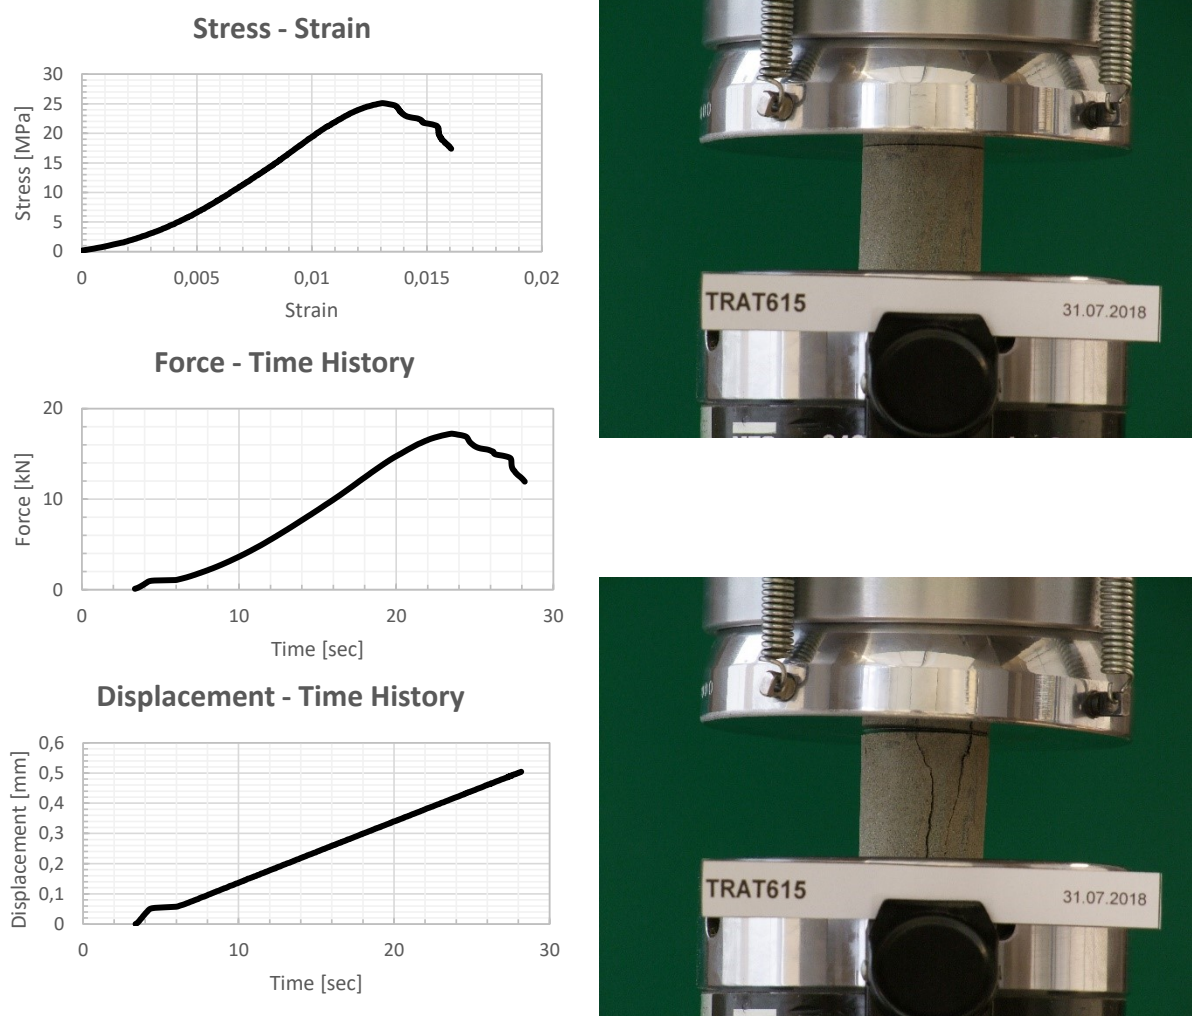 Stress - Strain
30
25
20
15
10
5
0
Stress [MPa]
0 0,005 0,01 0,015 0,02
Strain
Force - Time History
20
10
0
Force [kN]
0 10 20 30
Time [sec]
Displacement - Time History
0,6
0,5
0,4
0,3
0,2
0,1
0
Displacement [mm]
0 10 20 30
Time [sec]
TRAT615 31.07.2018
TRAT615 31.07.2018